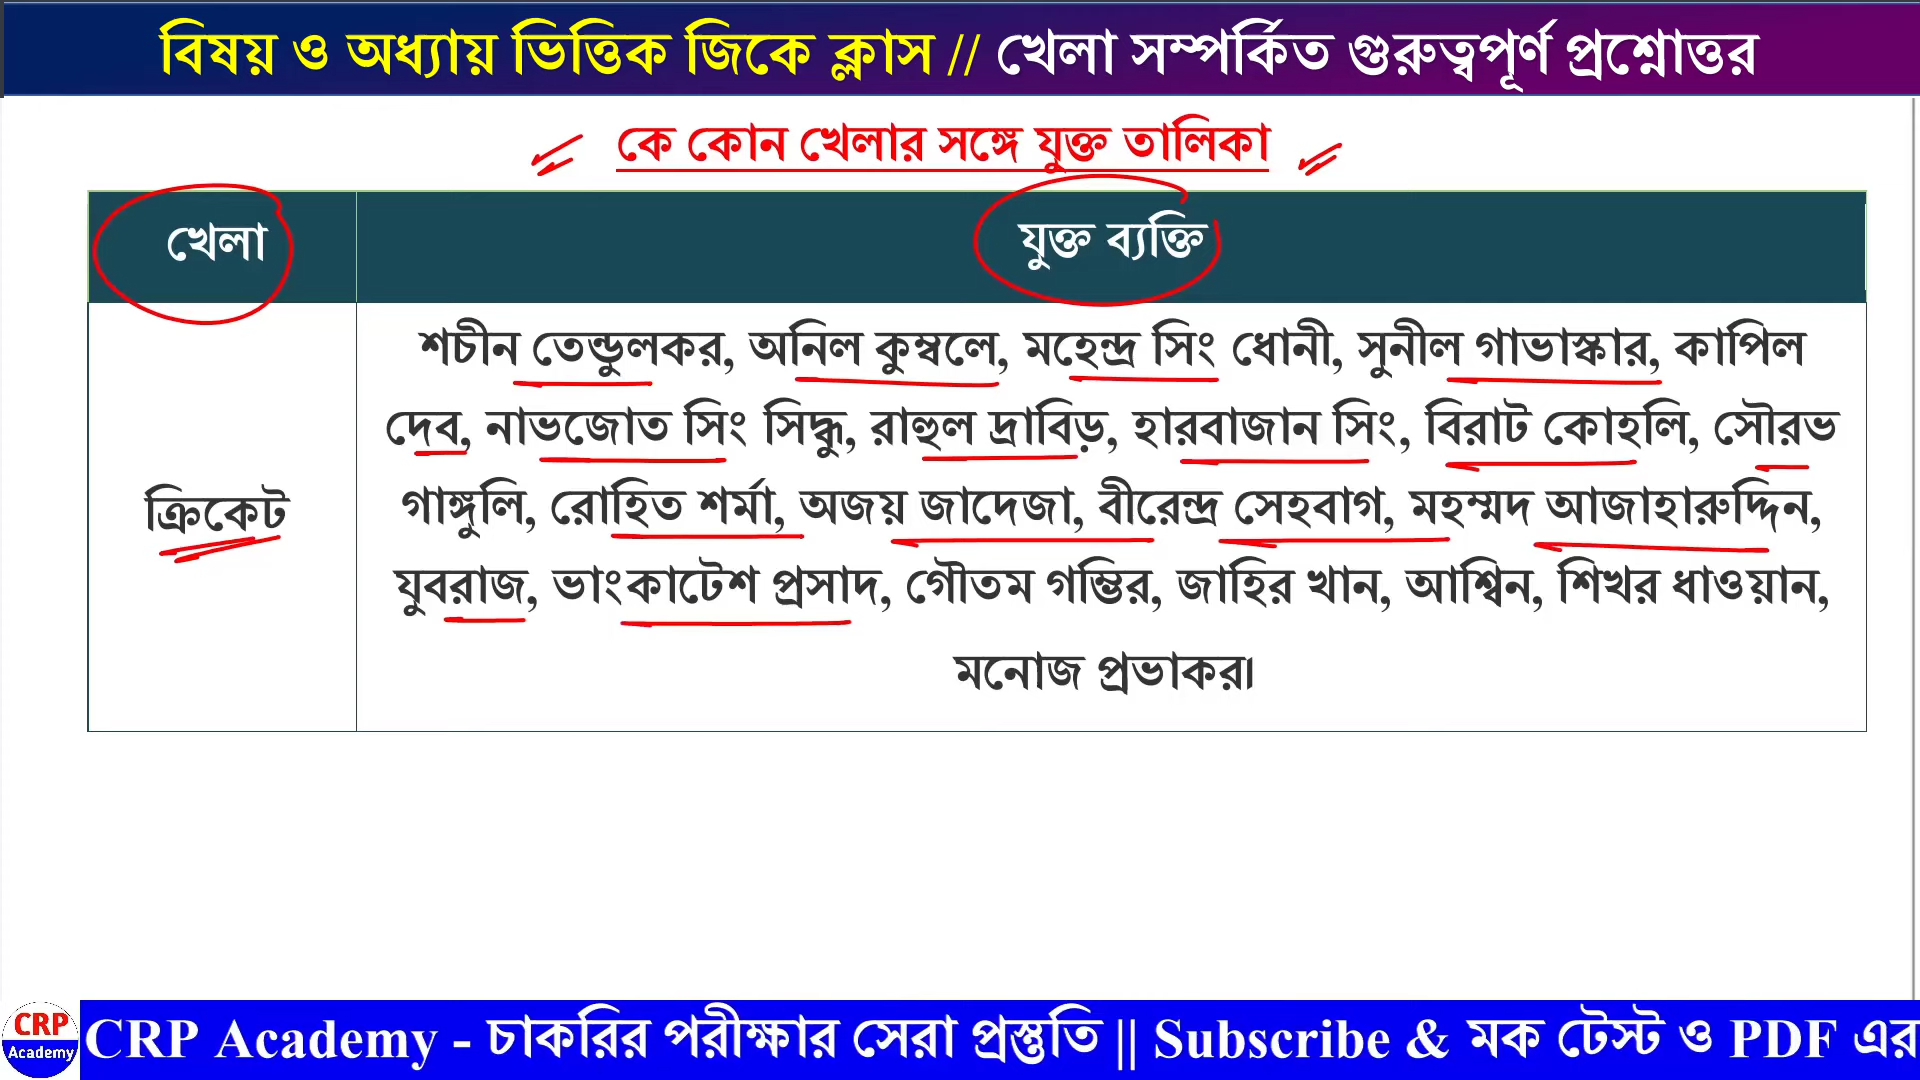 বিষয় ও অধ্যায় ভিত্তিক জিকে ক্লাস // খেলা সম্পর্কিত গুরুত্বপূর্ণ প্রশ্নোত্তর
কে কোন খেলার সঙ্গে যুক্ত তালিকা
খেলা
যুক্ত ব্যক্তি
ক্রিকেট
শচীন তেন্ডুলকর, অনিল কুম্বলে, মহেন্দ্র সিং ধোনী, সুনীল গাভাস্কার, কাপিল
দেব, নাভজোত সিং সিদ্ধু, রাহুল দ্রাবিড়, হারবাজান সিং, বিরাট কোহলি, সৌরভ
গাঙ্গুলি, রোহিত শর্মা, অজয় জাদেজা, বীরেন্দ্র সেহবাগ, মহম্মদ আজাহারুদ্দিন,
যুবরাজ, ভাংকাটেশ প্রসাদ, গৌতম গম্ভির, জাহির খান, আশ্বিন, শিখর ধাওয়ান,
মনোজ প্রভাকর।
CRP
Academy
CRP Academy - চাকরির পরীক্ষার সেরা প্রস্তুতি || Subscribe & মক টেস্ট ও PDF এর